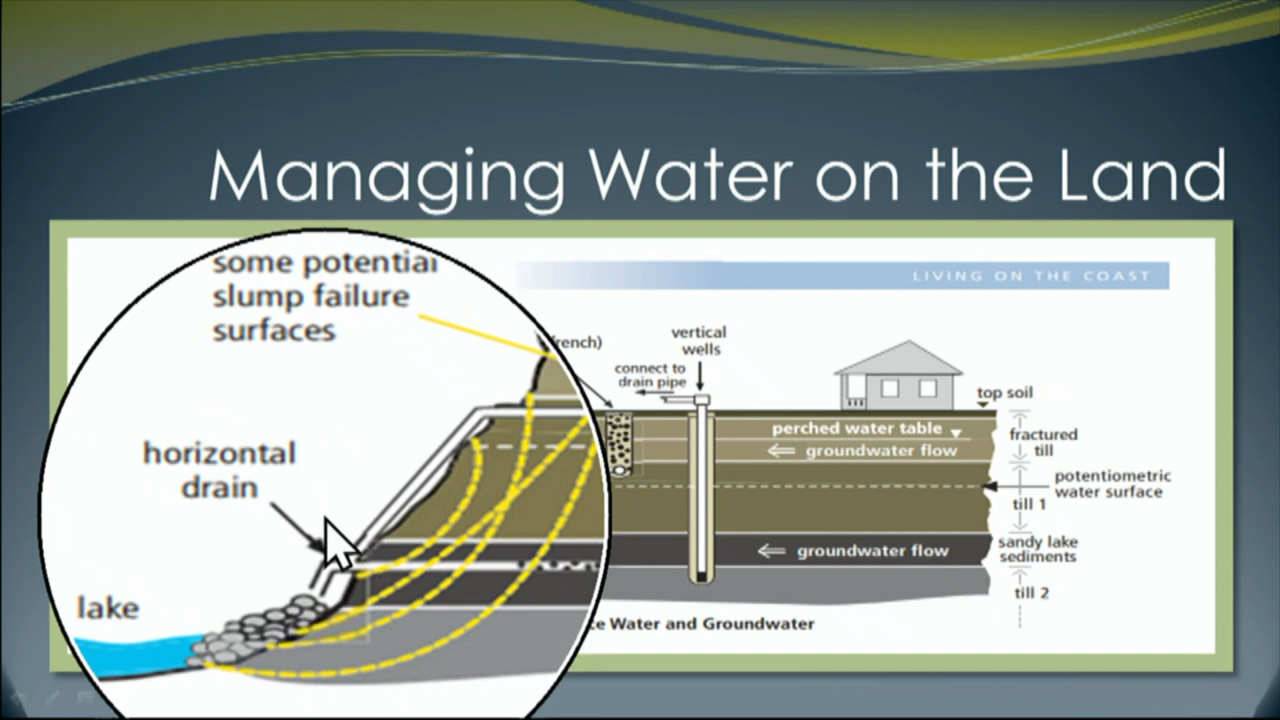 Managing Water on the Land
LIVING ON THE COAST
some potential
slump failure
surfaces
horizontal
drain
lake
vertical
wells
connect to
drain pipe
top soil
perched water table
groundwater flow
fractured
till
potentiometric
water surface
till 1
groundwater flow
sandy lake
sediments
till 2
Water and Groundwater